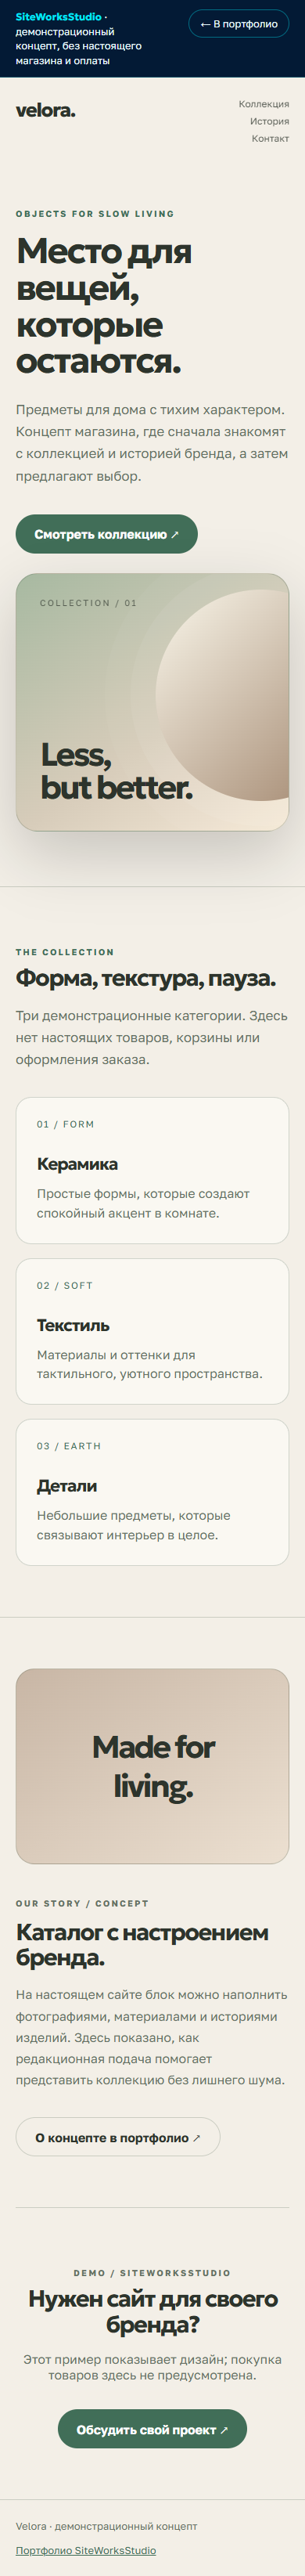 SiteWorksStudio ·
демонстрационный
концепт, без настоящего
магазина и оплаты
← В портфолио
velora.
Коллекция
История
Контакт
OBJECTS FOR SLOW LIVING
Место для
вещей,
которые
остаются.
Предметы для дома с тихим характером.
Концепт магазина, где сначала знакомят
с коллекцией и историей бренда, а затем
предлагают выбор.
Смотреть коллекцию ↗
COLLECTION / 01
Less,
but better.
THE COLLECTION
Форма, текстура, пауза.
Три демонстрационные категории. Здесь
нет настоящих товаров, корзины или
оформления заказа.
01 / FORM
Керамика
Простые формы, которые создают
спокойный акцент в комнате.
02 / SOFT
Текстиль
Материалы и оттенки для
тактильного, уютного пространства.
03 / EARTH
Детали
Небольшие предметы, которые
связывают интерьер в целое.
Made for
living.
OUR STORY / CONCEPT
Каталог с настроением
бренда.
На настоящем сайте блок можно наполнить
фотографиями, материалами и историями
изделий. Здесь показано, как
редакционная подача помогает
представить коллекцию без лишнего шума.
О концепте в портфолио ↗
DEMO / SITEWORKSSTUDIO
Нужен сайт для своего
бренда?
Этот пример показывает дизайн; покупка
товаров здесь не предусмотрена.
Обсудить свой проект ↗
Velora · демонстрационный концепт
Портфолио SiteWorksStudio